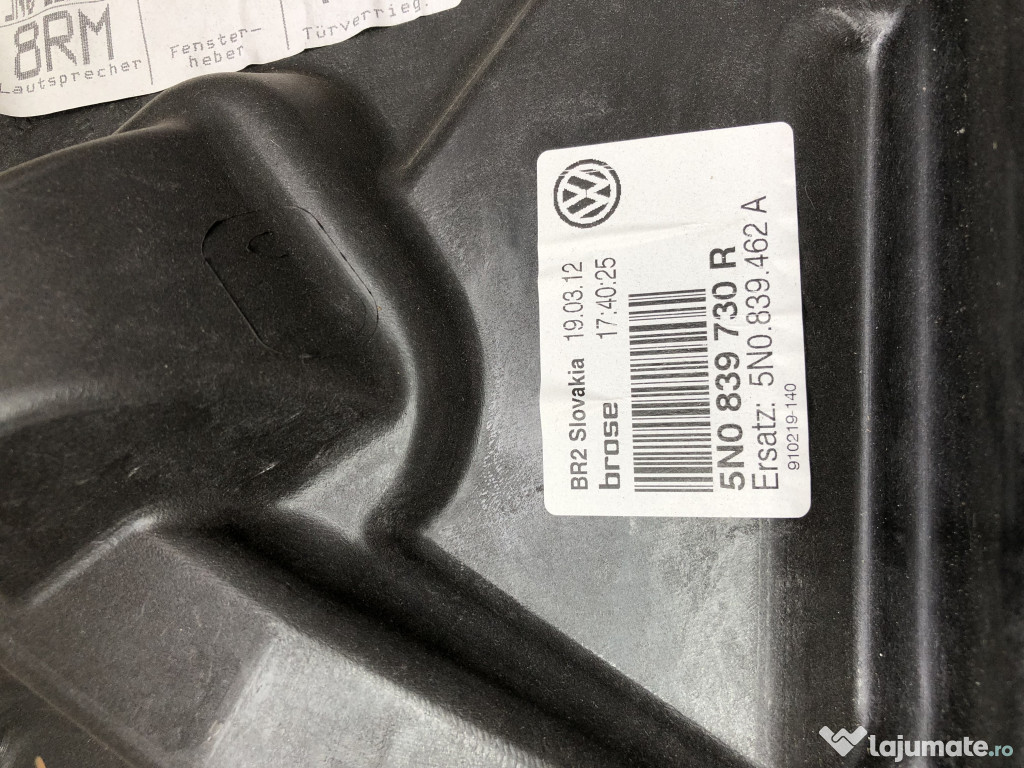 8RM
Lautsprecher
Fenster-
heber
Türverrieg.
BR2 Slovakia 19.03.12
brose 17:40:25
5N0 839 730 R
Ersatz: 5N0.839.462 A
910219-140
lajumate.ro